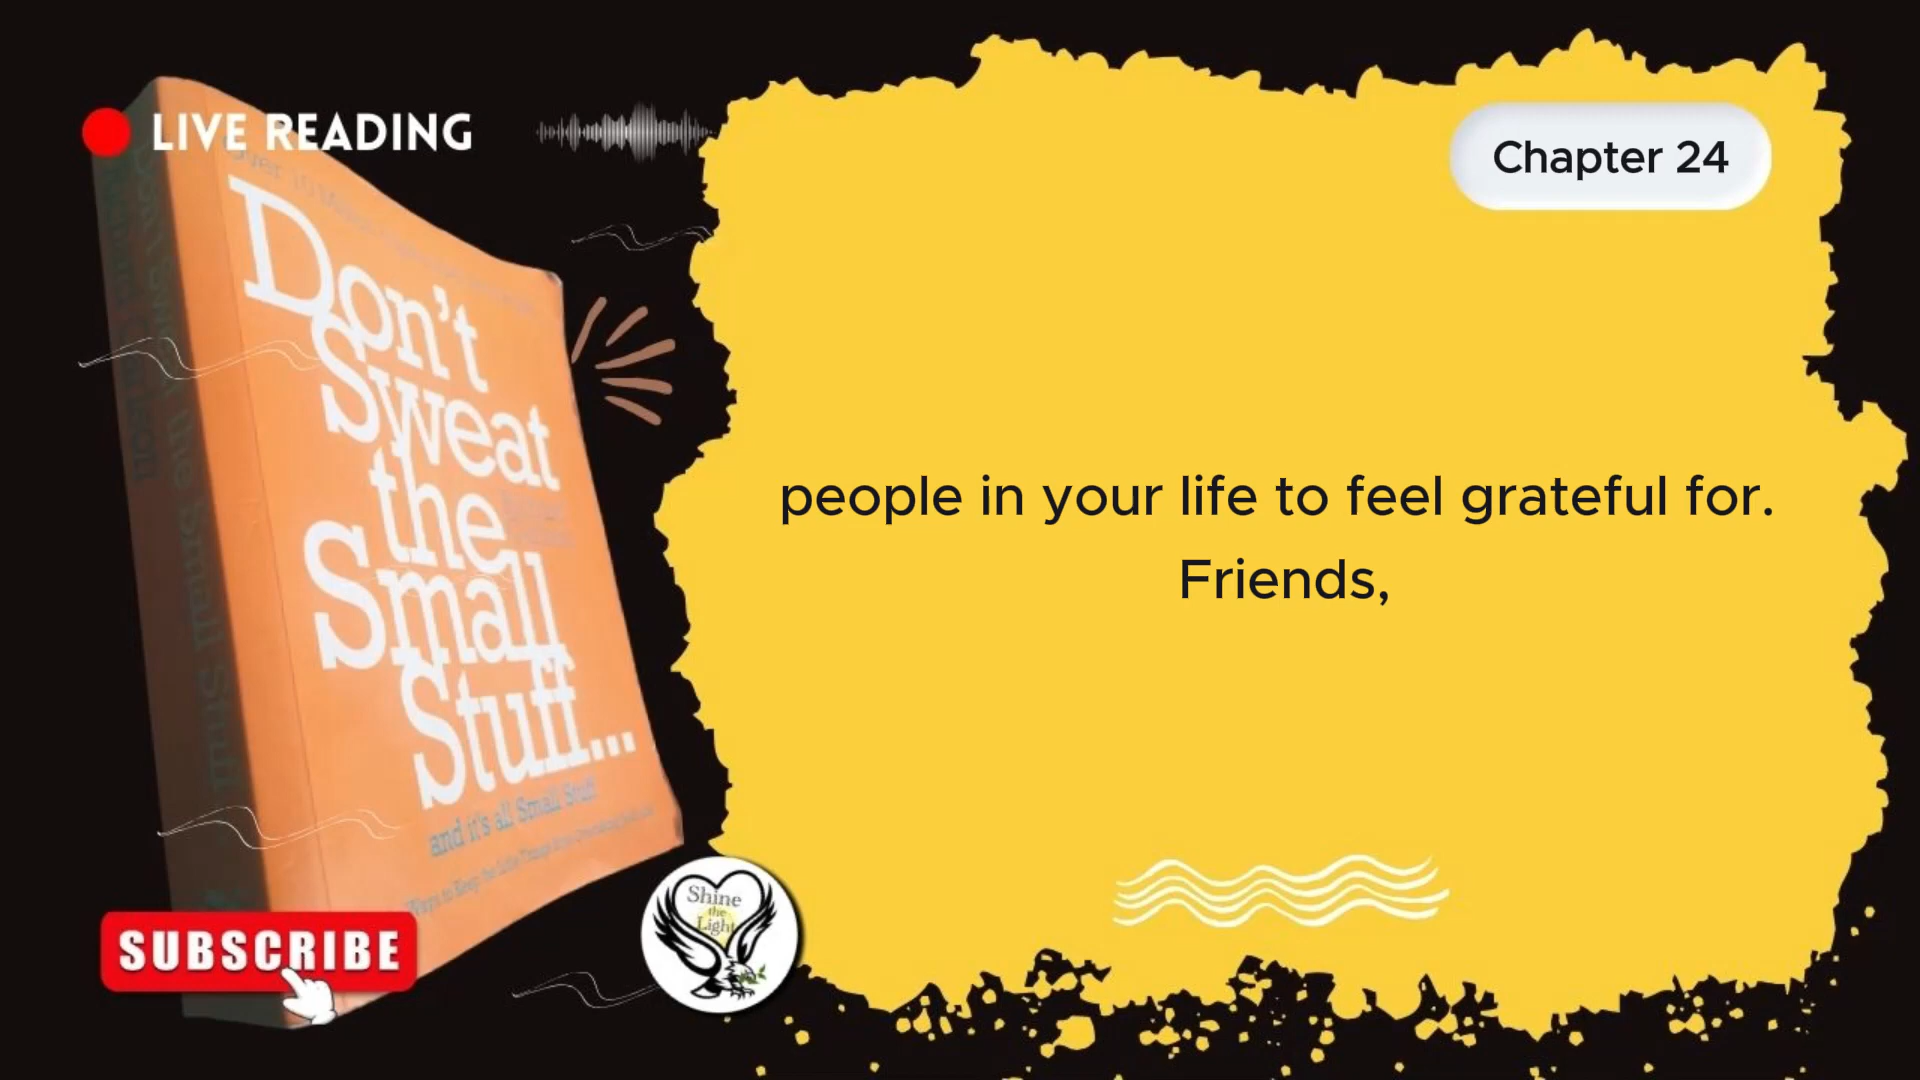 LIVE READING
Chapter 24
Don't
Sweat
the
Small
Stuff...
and it's all Small Stuff
people in your life to feel grateful for.
Friends,
SUBSCRIBE
Shine
the
Light